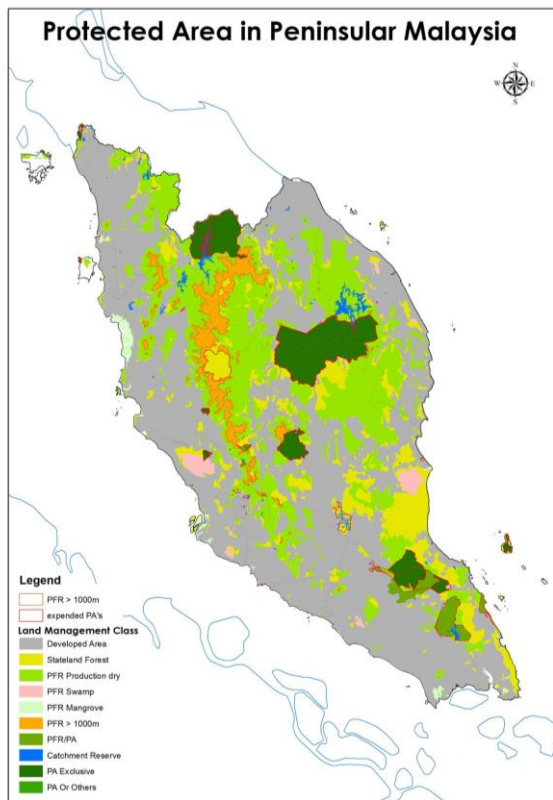 Protected Area in Peninsular Malaysia
N
W
E
S
Legend
PFR > 1000m
expended PA's
Land Management Class
Developed Area
Stateland Forest
PFR Production dry
PFR Swamp
PFR Mangrove
PFR > 1000m
PFR/PA
Catchment Reserve
PA Exclusive
PA Or Others